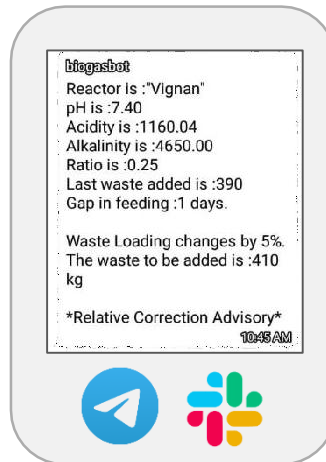 biogasbot
Reactor is :"Vignan"
pH is :7.40
Acidity is :1160.04
Alkalinity is :4650.00
Ratio is :0.25
Last waste added is :390
Gap in feeding :1 days.
Waste Loading changes by 5%.
The waste to be added is :410
kg
*Relative Correction Advisory*
10:45 AM